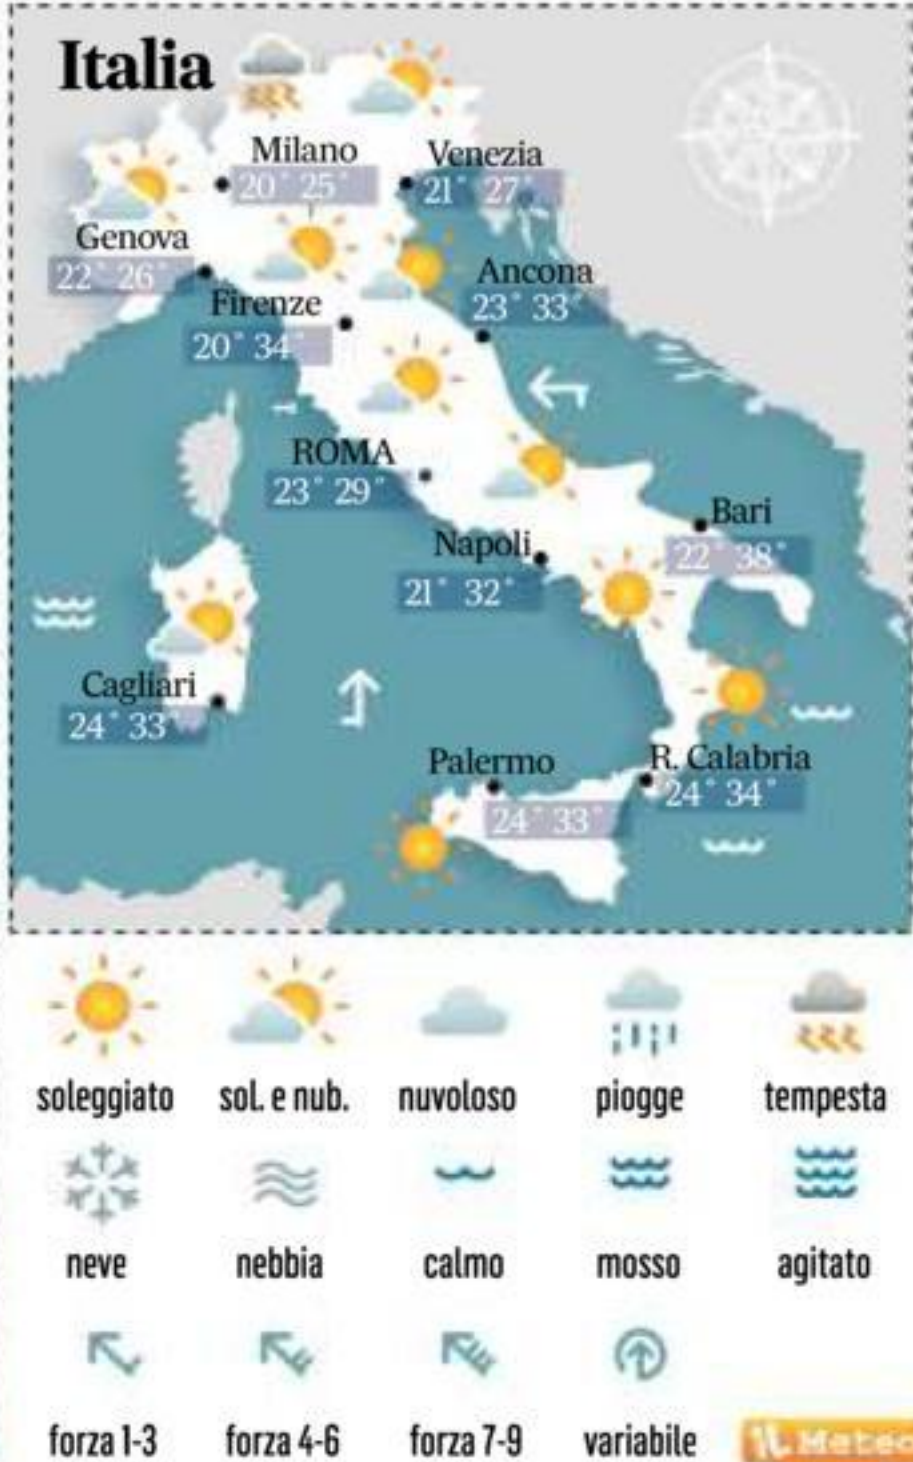 Italia
Milano
20° 25°
Venezia
21° 27°
Genova
22° 26°
Ancona
23° 33°
Firenze
20° 34°
ROMA
23° 29°
Bari
22° 38°
Napoli
21° 32°
Cagliari
24° 33°
Palermo
24° 33°
R. Calabria
24° 34°
soleggiato
sol. e nub.
nuvoloso
piogge
tempesta
neve
nebbia
calmo
mosso
agitato
forza 1-3
forza 4-6
forza 7-9
variabile
iL Meteo